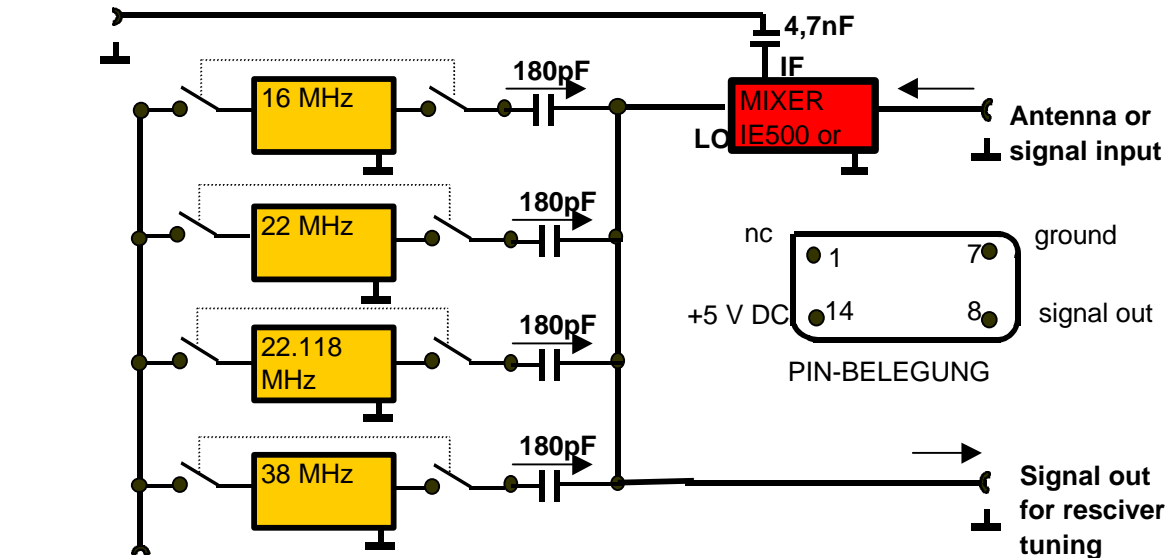 4,7nF
IF
180pF
16 MHz
MIXER
LO
IE500 or
Antenna or
signal input
180pF
22 MHz
nc
ground
1
7
+5 V DC
14
8
signal out
180pF
22.118
MHz
PIN-BELEGUNG
180pF
38 MHz
Signal out
for resciver
tuning